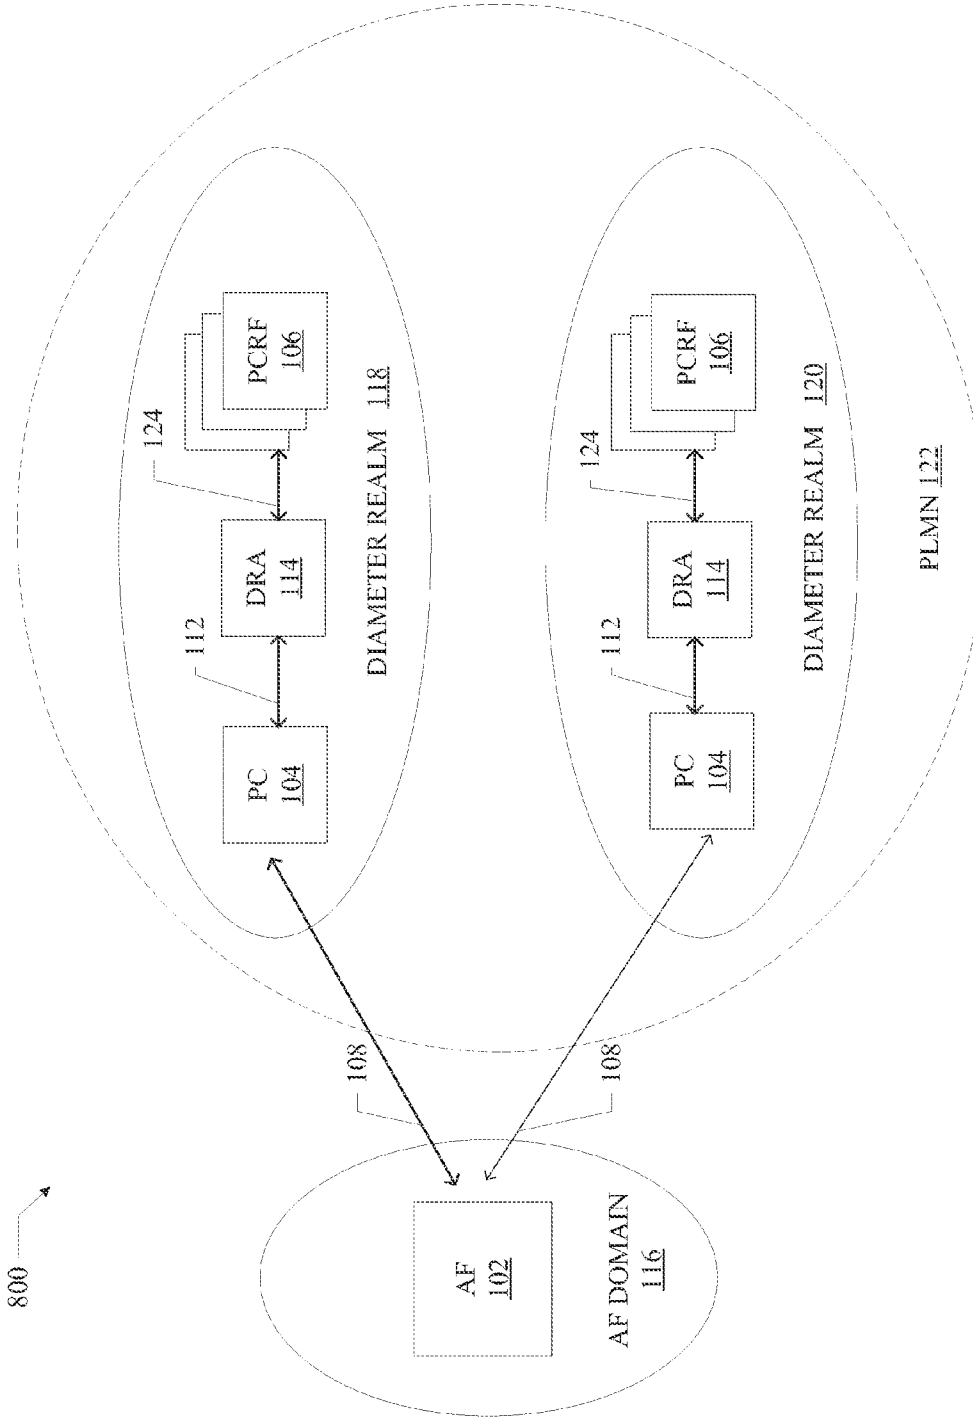 800
AF
102
AF DOMAIN
116
108
108
PC
104
112
DRA
114
124
PCRF
106
DIAMETER REALM 118
PC
104
112
DRA
114
124
PCRF
106
DIAMETER REALM 120
PLMN 122